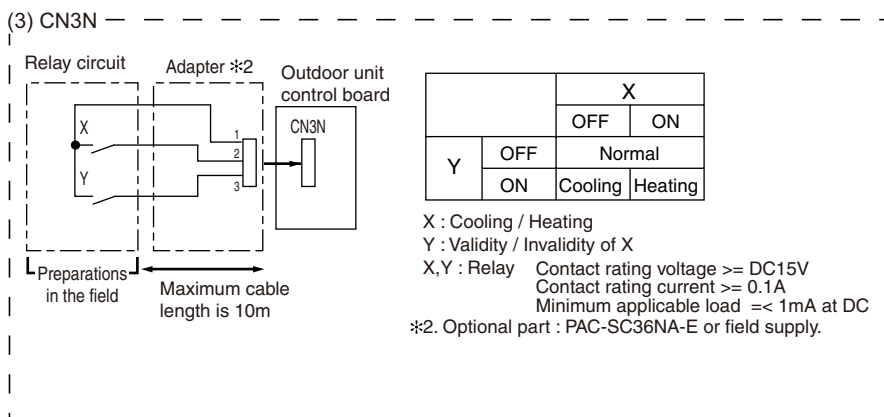 (3) CN3N
Relay circuit
Adapter ✻2
Outdoor unit
control board
X
Y
1
2
3
CN3N
Preparations
in the field
Maximum cable
length is 10m
X
OFF ON
Y OFF Normal
ON Cooling Heating
X : Cooling / Heating
Y : Validity / Invalidity of X
X,Y : Relay Contact rating voltage >= DC15V
Contact rating current >= 0.1A
Minimum applicable load =< 1mA at DC
✻2. Optional part : PAC-SC36NA-E or field supply.